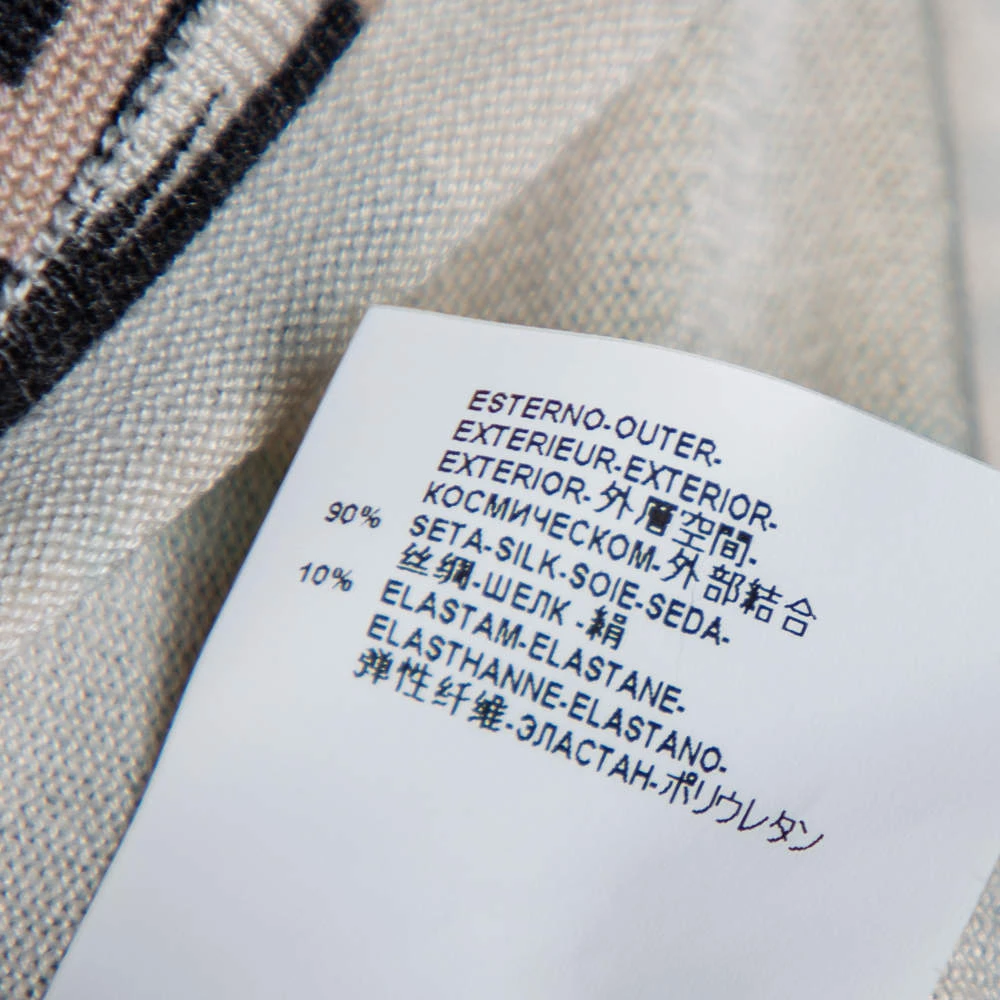 ESTERNO-OUTER-
EXTERIEUR-EXTERIOR-
EXTERIOR-外層空間-
КОСМИЧЕСКОМ-外部結合
90% SETA-SILK-SOIE-SEDA-
丝绸-ШЕЛК -絹
10% ELASTAM-ELASTANE-
ELASTHANNE-ELASTANO-
弹性纤维-ЭЛАСТАН-ポリウレタン